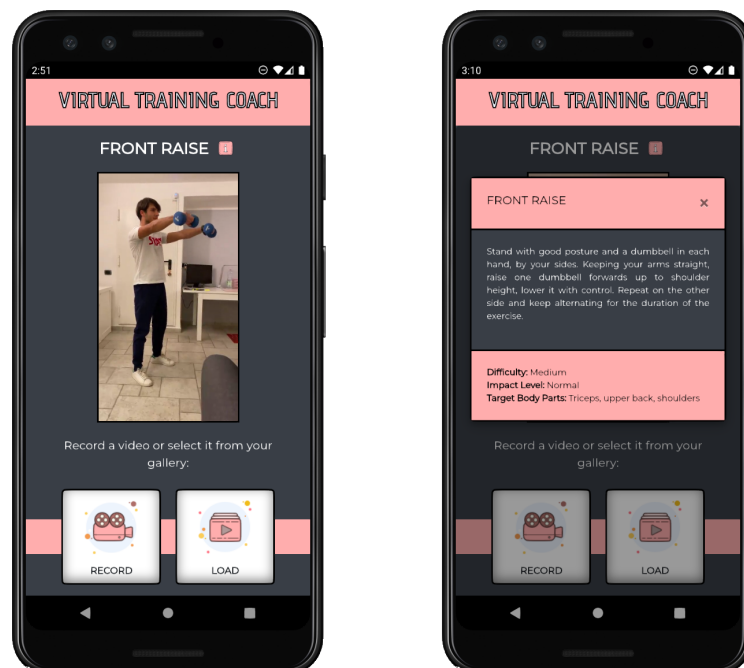 2:51
VIRTUAL TRAINING COACH
FRONT RAISE
Record a video or select it from your
gallery:
RECORD
LOAD
3:10
VIRTUAL TRAINING COACH
FRONT RAISE
FRONT RAISE
×
Stand with good posture and a dumbbell in each
hand, by your sides. Keeping your arms straight,
raise one dumbbell forwards up to shoulder
height, lower it with control. Repeat on the other
side and keep alternating for the duration of the
exercise.
Difficulty: Medium
Impact Level: Normal
Target Body Parts: Triceps, upper back, shoulders
Record a video or select it from your
gallery:
RECORD
LOAD